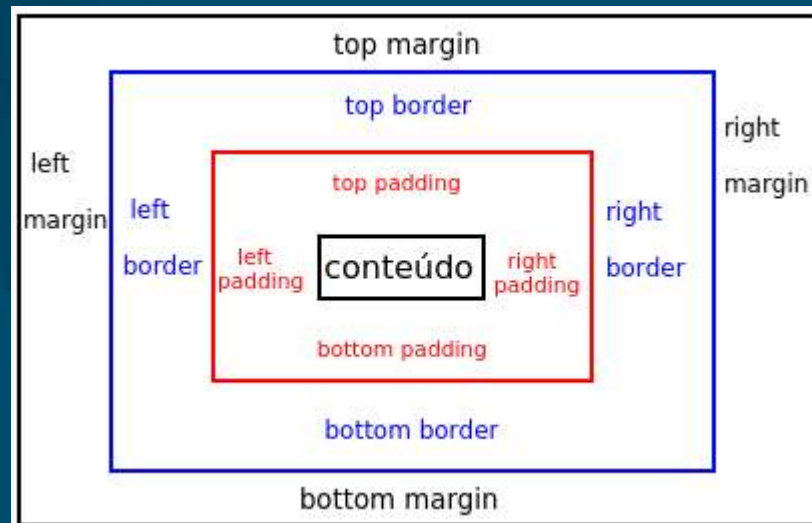 top margin
top border
right
margin
left
margin
top padding
left
border
right
border
left
padding
conteúdo
right
padding
bottom padding
bottom border
bottom margin